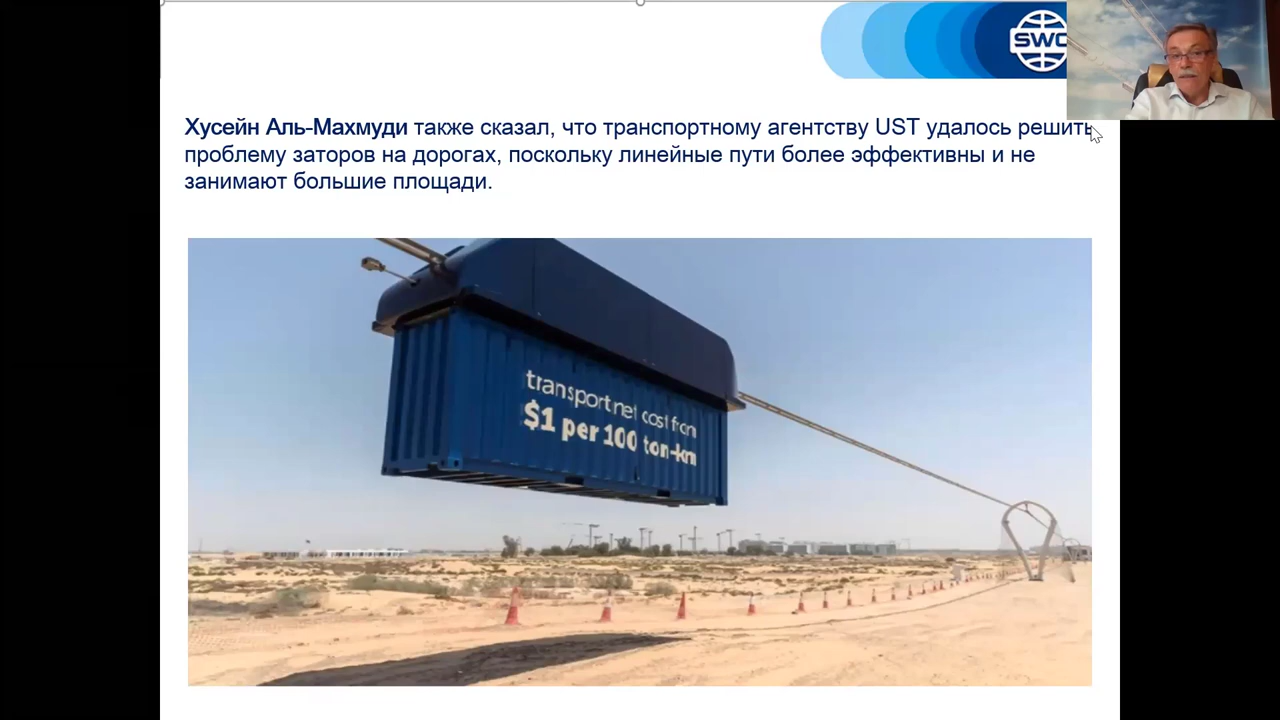 SWC
Хусейн Аль-Махмуди также сказал, что транспортному агентству UST удалось решить
проблему заторов на дорогах, поскольку линейные пути более эффективны и не
занимают большие площади.
transport net cost from
$1 per 100 ton-km